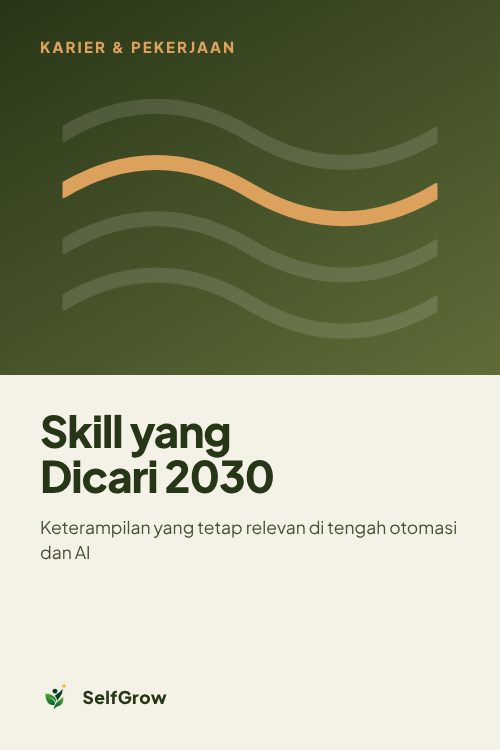 KARIER & PEKERJAAN
Skill yang
Dicari 2030
Keterampilan yang tetap relevan di tengah otomasi
dan AI
SelfGrow